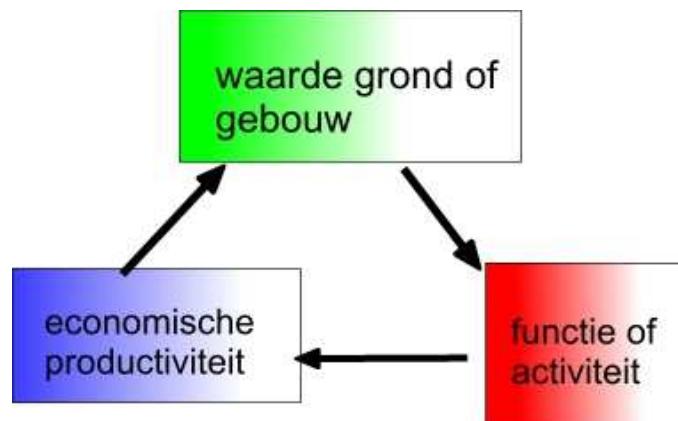 waarde grond of
gebouw
economische
productiviteit
functie of
activiteit